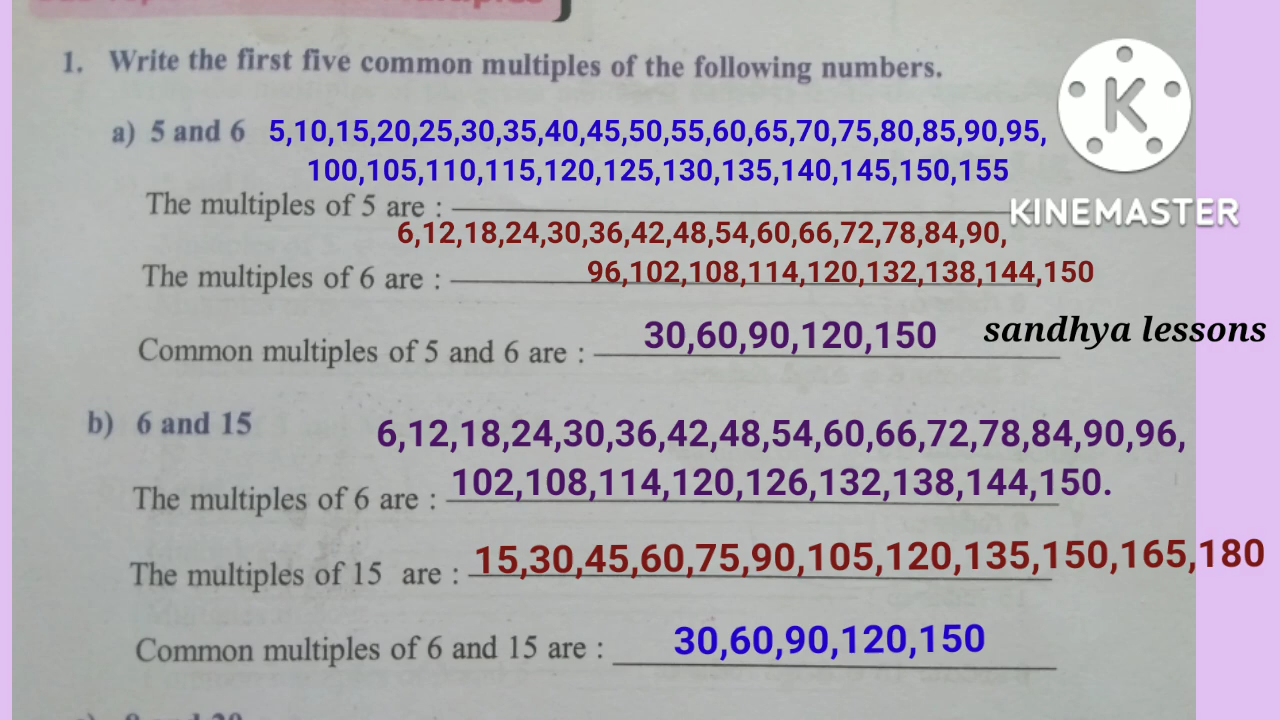 1. Write the first five common multiples of the following numbers.
a) 5 and 6 5,10,15,20,25,30,35,40,45,50,55,60,65,70,75,80,85,90,95,
100,105,110,115,120,125,130,135,140,145,150,155
The multiples of 5 are :
KINEMASTER
6,12,18,24,30,36,42,48,54,60,66,72,78,84,90,
The multiples of 6 are : 96,102,108,114,120,132,138,144,150
Common multiples of 5 and 6 are : 30,60,90,120,150 sandhya lessons
b) 6 and 15 6,12,18,24,30,36,42,48,54,60,66,72,78,84,90,96,
The multiples of 6 are : 102,108,114,120,126,132,138,144,150.
The multiples of 15 are : 15,30,45,60,75,90,105,120,135,150,165,180
Common multiples of 6 and 15 are : 30,60,90,120,150